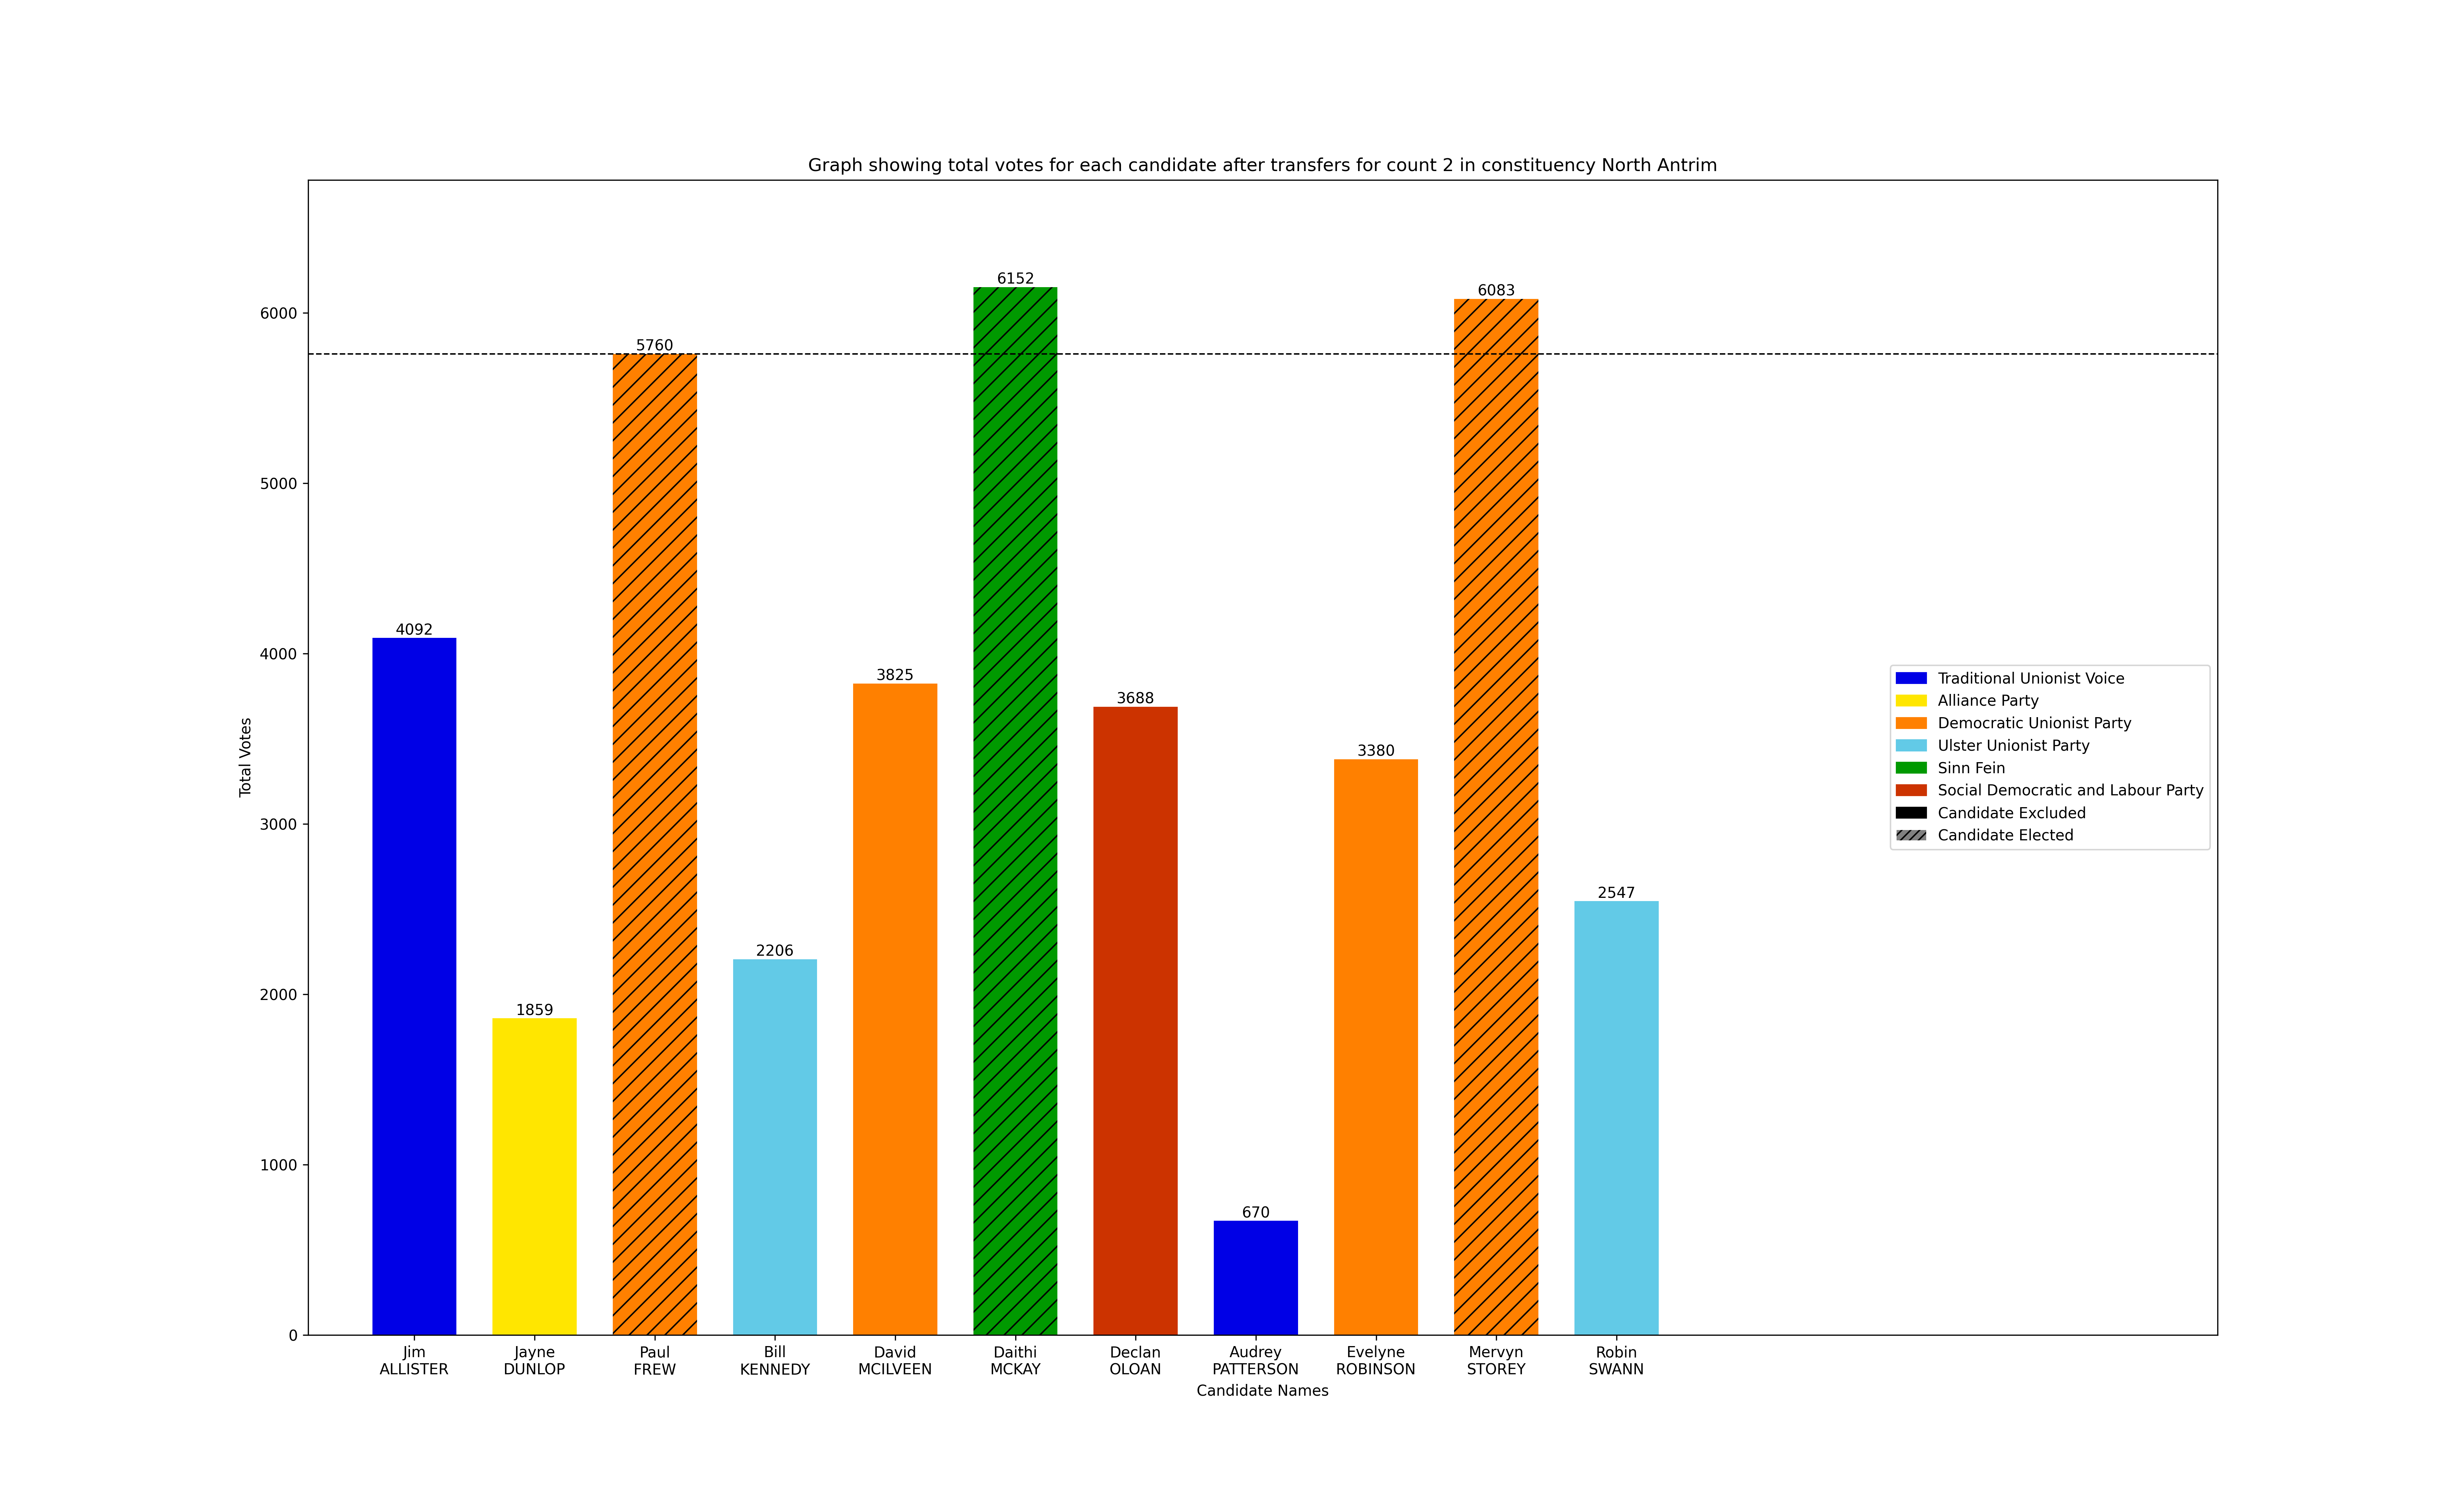 Graph showing total votes for each candidate after transfers for count 2 in constituency North Antrim
Total Votes
6000
5000
4000
3000
2000
1000
0
4092
1859
5760
2206
3825
6152
3688
670
3380
6083
2547
Traditional Unionist Voice
Alliance Party
Democratic Unionist Party
Ulster Unionist Party
Sinn Fein
Social Democratic and Labour Party
Candidate Excluded
Candidate Elected
Jim
ALLISTER
Jayne
DUNLOP
Paul
FREW
Bill
KENNEDY
David
MCILVEEN
Daithi
MCKAY
Declan
OLOAN
Audrey
PATTERSON
Evelyne
ROBINSON
Mervyn
STOREY
Robin
SWANN
Candidate Names